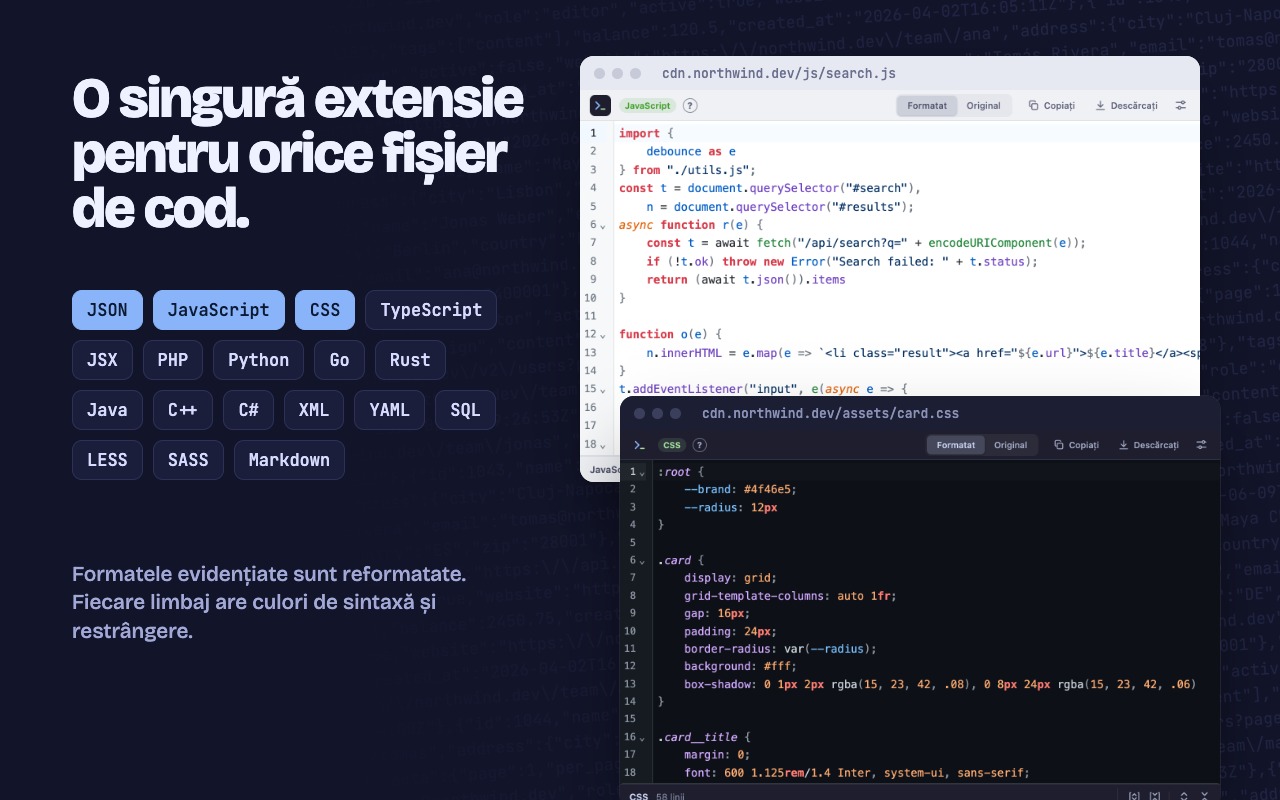 O singură extensie
pentru orice fișier
de cod.
JSON JavaScript CSS TypeScript
JSX PHP Python Go Rust
Java C++ C# XML YAML SQL
LESS SASS Markdown
Formatele evidențiate sunt reformatate.
Fiecare limbaj are culori de sintaxă și
restrângere.
cdn.northwind.dev/js/search.js
JavaScript ? Formatat Original Copiați Descărcați
1 import {
2 debounce as e
3 } from "./utils.js";
4 const t = document.querySelector("#search"),
5 n = document.querySelector("#results");
6 async function r(e) {
7 const t = await fetch("/api/search?q=" + encodeURIComponent(e));
8 if (!t.ok) throw new Error("Search failed: " + t.status);
9 return (await t.json()).items
10 }
11
12 function o(e) {
13 n.innerHTML = e.map(e => `<li class="result"><a href="${e.url}">${e.title}</a><sp
14 }
15 t.addEventListener("input", e(async e => {
16
17
18
cdn.northwind.dev/assets/card.css
CSS ? Formatat Original Copiați Descărcați
1 :root {
2 --brand: #4f46e5;
3 --radius: 12px
4 }
5
6 .card {
7 display: grid;
8 grid-template-columns: auto 1fr;
9 gap: 16px;
10 padding: 24px;
11 border-radius: var(--radius);
12 background: #fff;
13 box-shadow: 0 1px 2px rgba(15, 23, 42, .08), 0 8px 24px rgba(15, 23, 42, .06)
14 }
15
16 .card__title {
17 margin: 0;
18 font: 600 1.125rem/1.4 Inter, system-ui, sans-serif;
CSS 58 linii